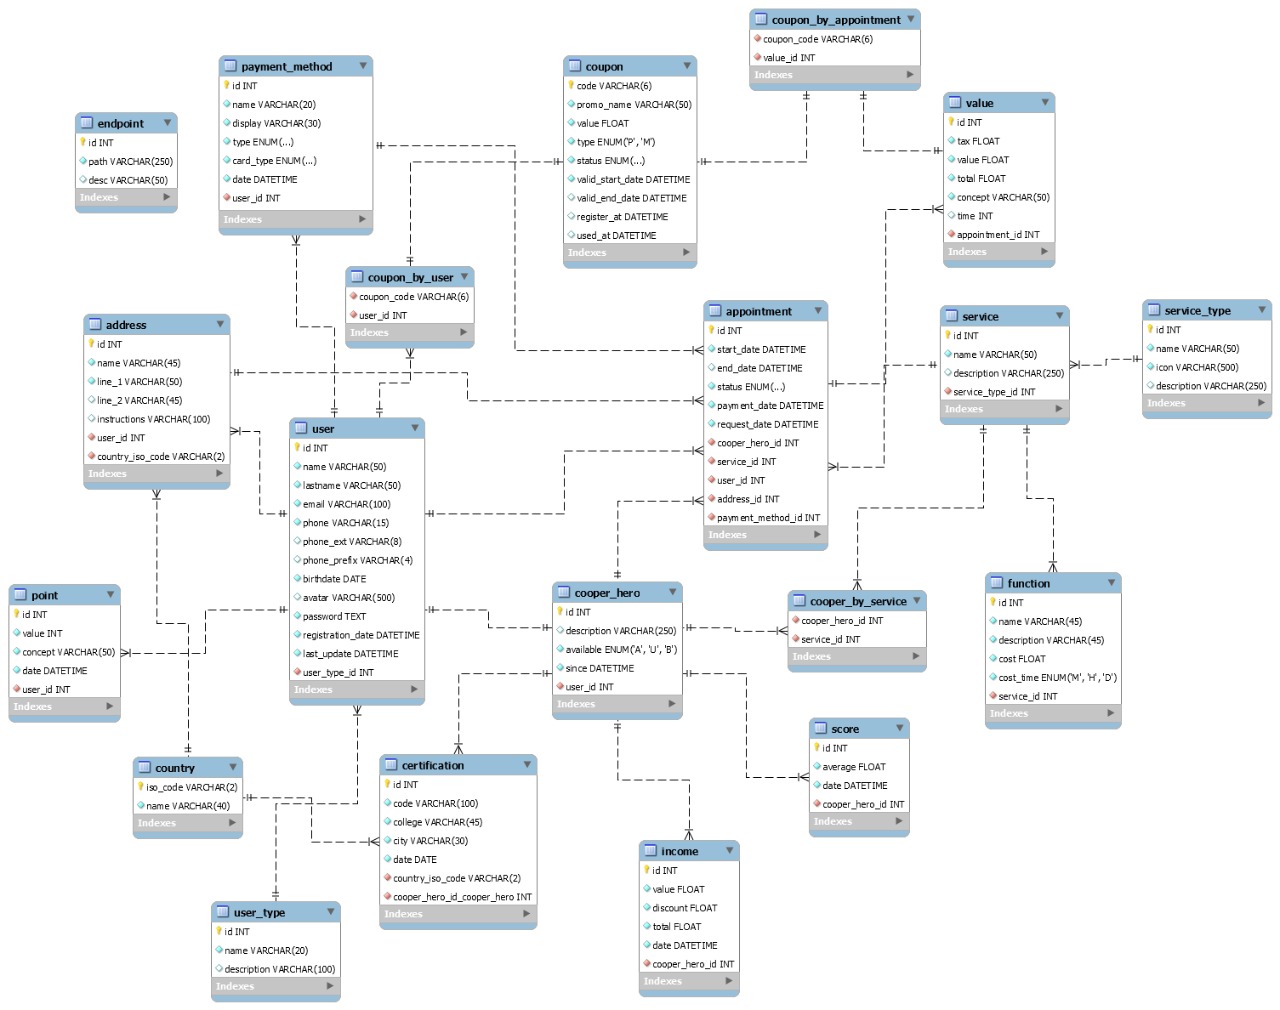 coupon_by_appointment
coupon_code VARCHAR(6)
value_id INT
Indexes
payment_method
id INT
name VARCHAR(20)
display VARCHAR(30)
type ENUM(...)
card_type ENUM(...)
date DATETIME
user_id INT
Indexes
coupon
code VARCHAR(6)
promo_name VARCHAR(50)
value FLOAT
type ENUM('P', 'M')
status ENUM(...)
valid_start_date DATETIME
valid_end_date DATETIME
register_at DATETIME
used_at DATETIME
Indexes
value
id INT
tax FLOAT
value FLOAT
total FLOAT
concept VARCHAR(50)
time INT
appointment_id INT
Indexes
endpoint
id INT
path VARCHAR(250)
desc VARCHAR(50)
Indexes
coupon_by_user
coupon_code VARCHAR(6)
user_id INT
Indexes
address
id INT
name VARCHAR(45)
line_1 VARCHAR(50)
line_2 VARCHAR(45)
instructions VARCHAR(100)
user_id INT
country_iso_code VARCHAR(2)
Indexes
appointment
id INT
start_date DATETIME
end_date DATETIME
status ENUM(...)
payment_date DATETIME
request_date DATETIME
cooper_hero_id INT
service_id INT
user_id INT
address_id INT
payment_method_id INT
Indexes
service
id INT
name VARCHAR(50)
description VARCHAR(250)
service_type_id INT
Indexes
service_type
id INT
name VARCHAR(50)
icon VARCHAR(500)
description VARCHAR(250)
Indexes
user
id INT
name VARCHAR(50)
lastname VARCHAR(50)
email VARCHAR(100)
phone VARCHAR(15)
phone_ext VARCHAR(8)
phone_prefix VARCHAR(4)
birthdate DATE
avatar VARCHAR(500)
password TEXT
registration_date DATETIME
last_update DATETIME
user_type_id INT
Indexes
point
id INT
value INT
concept VARCHAR(50)
date DATETIME
user_id INT
Indexes
cooper_hero
id INT
description VARCHAR(250)
available ENUM('A', 'U', 'B')
since DATETIME
user_id INT
Indexes
cooper_by_service
cooper_hero_id INT
service_id INT
Indexes
function
id INT
name VARCHAR(45)
description VARCHAR(45)
cost FLOAT
cost_time ENUM('M', 'H', 'D')
service_id INT
Indexes
score
id INT
average FLOAT
date DATETIME
cooper_hero_id INT
Indexes
country
iso_code VARCHAR(2)
name VARCHAR(40)
Indexes
certification
id INT
code VARCHAR(100)
college VARCHAR(45)
city VARCHAR(30)
date DATE
country_iso_code VARCHAR(2)
cooper_hero_id_cooper_hero INT
Indexes
income
id INT
value FLOAT
discount FLOAT
total FLOAT
date DATETIME
cooper_hero_id INT
Indexes
user_type
id INT
name VARCHAR(20)
description VARCHAR(100)
Indexes